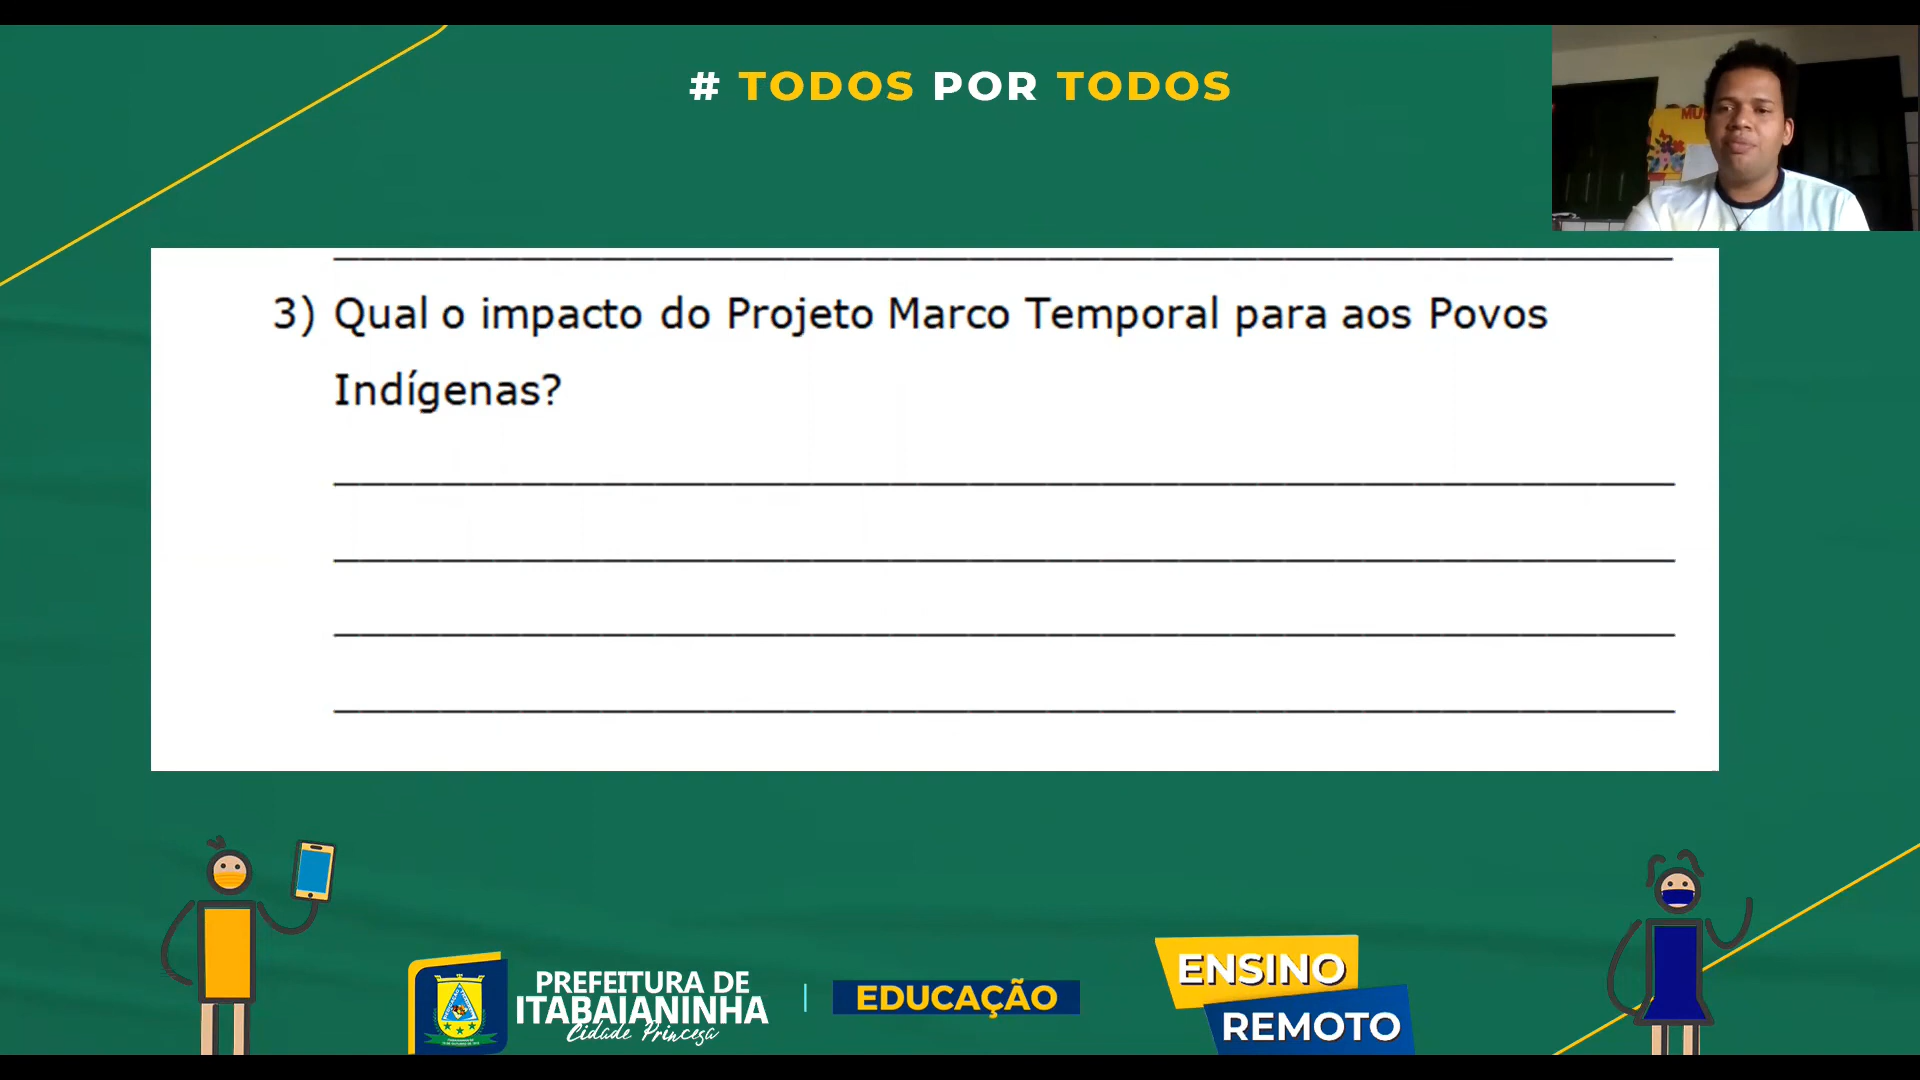 # TODOS POR TODOS
MU
3) Qual o impacto do Projeto Marco Temporal para aos Povos
Indígenas?
PREFEITURA DE
ITABAIANINHA
Cidade Princesa
EDUCAÇÃO
ENSINO
REMOTO